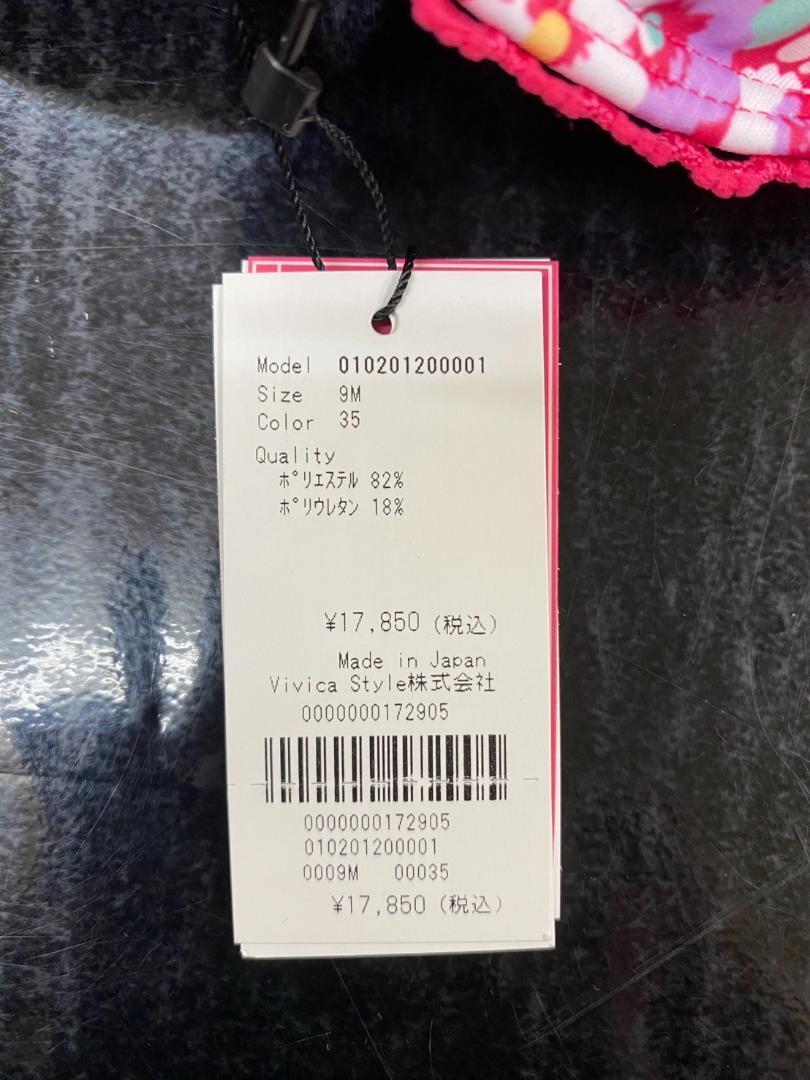 Model 010201200001
Size 9M
Color 35
Quality
ﾎﾟﾘｴｽﾃﾙ 82%
ﾎﾟﾘｳﾚﾀﾝ 18%
¥17,850 (税込)
Made in Japan
Vivica Style株式会社
0000000172905
0000000172905
010201200001
0009M 00035
¥17,850 (税込)